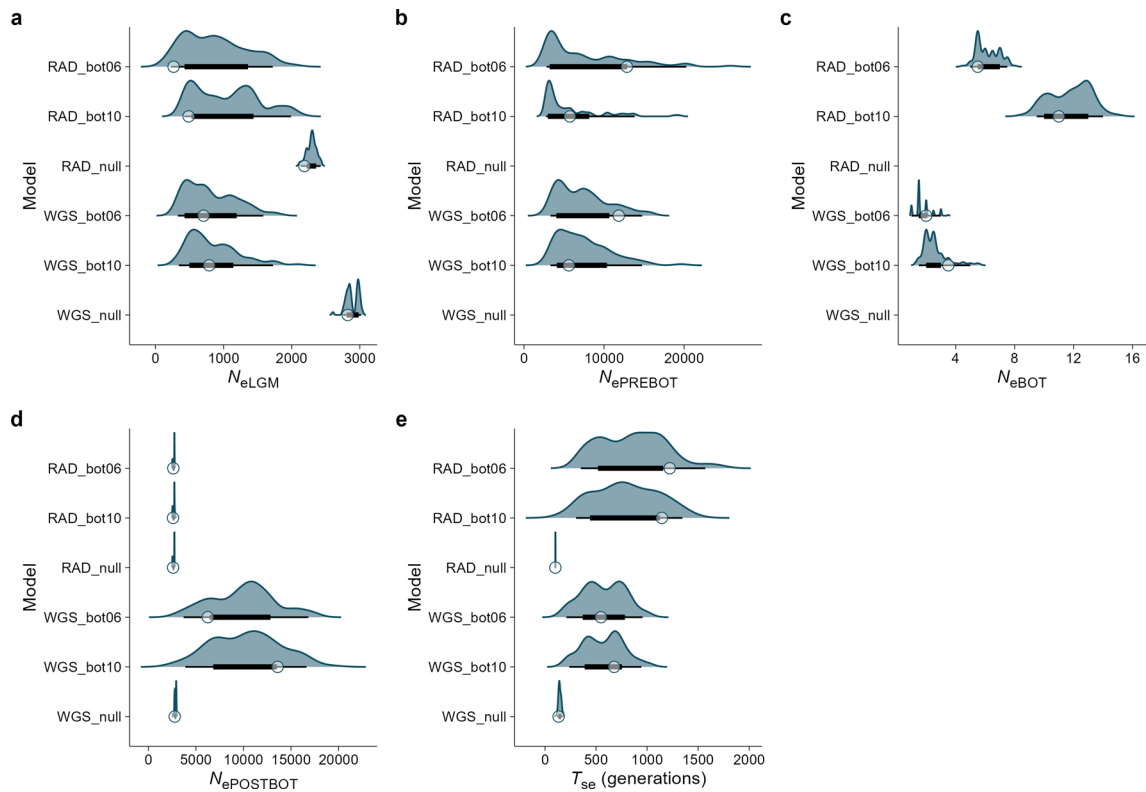 a
b
c
RAD_bot06
RAD_bot10
RAD_null
WGS_bot06
WGS_bot10
WGS_null
Model
0 1000 2000 3000
NeLGM
RAD_bot06
RAD_bot10
RAD_null
WGS_bot06
WGS_bot10
WGS_null
Model
0 10000 20000
NePREBOT
RAD_bot06
RAD_bot10
RAD_null
WGS_bot06
WGS_bot10
WGS_null
Model
4 8 12 16
NeBOT
d
e
RAD_bot06
RAD_bot10
RAD_null
WGS_bot06
WGS_bot10
WGS_null
Model
0 5000 10000 15000 20000
NePOSTBOT
RAD_bot06
RAD_bot10
RAD_null
WGS_bot06
WGS_bot10
WGS_null
Model
0 500 1000 1500 2000
Tse (generations)